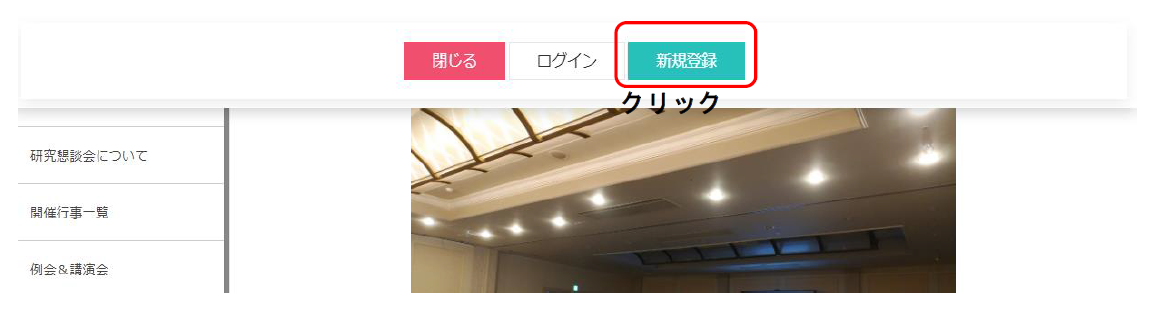 閉じる ログイン 新規登録
クリック
研究懇談会について
開催行事一覧
例会＆講演会